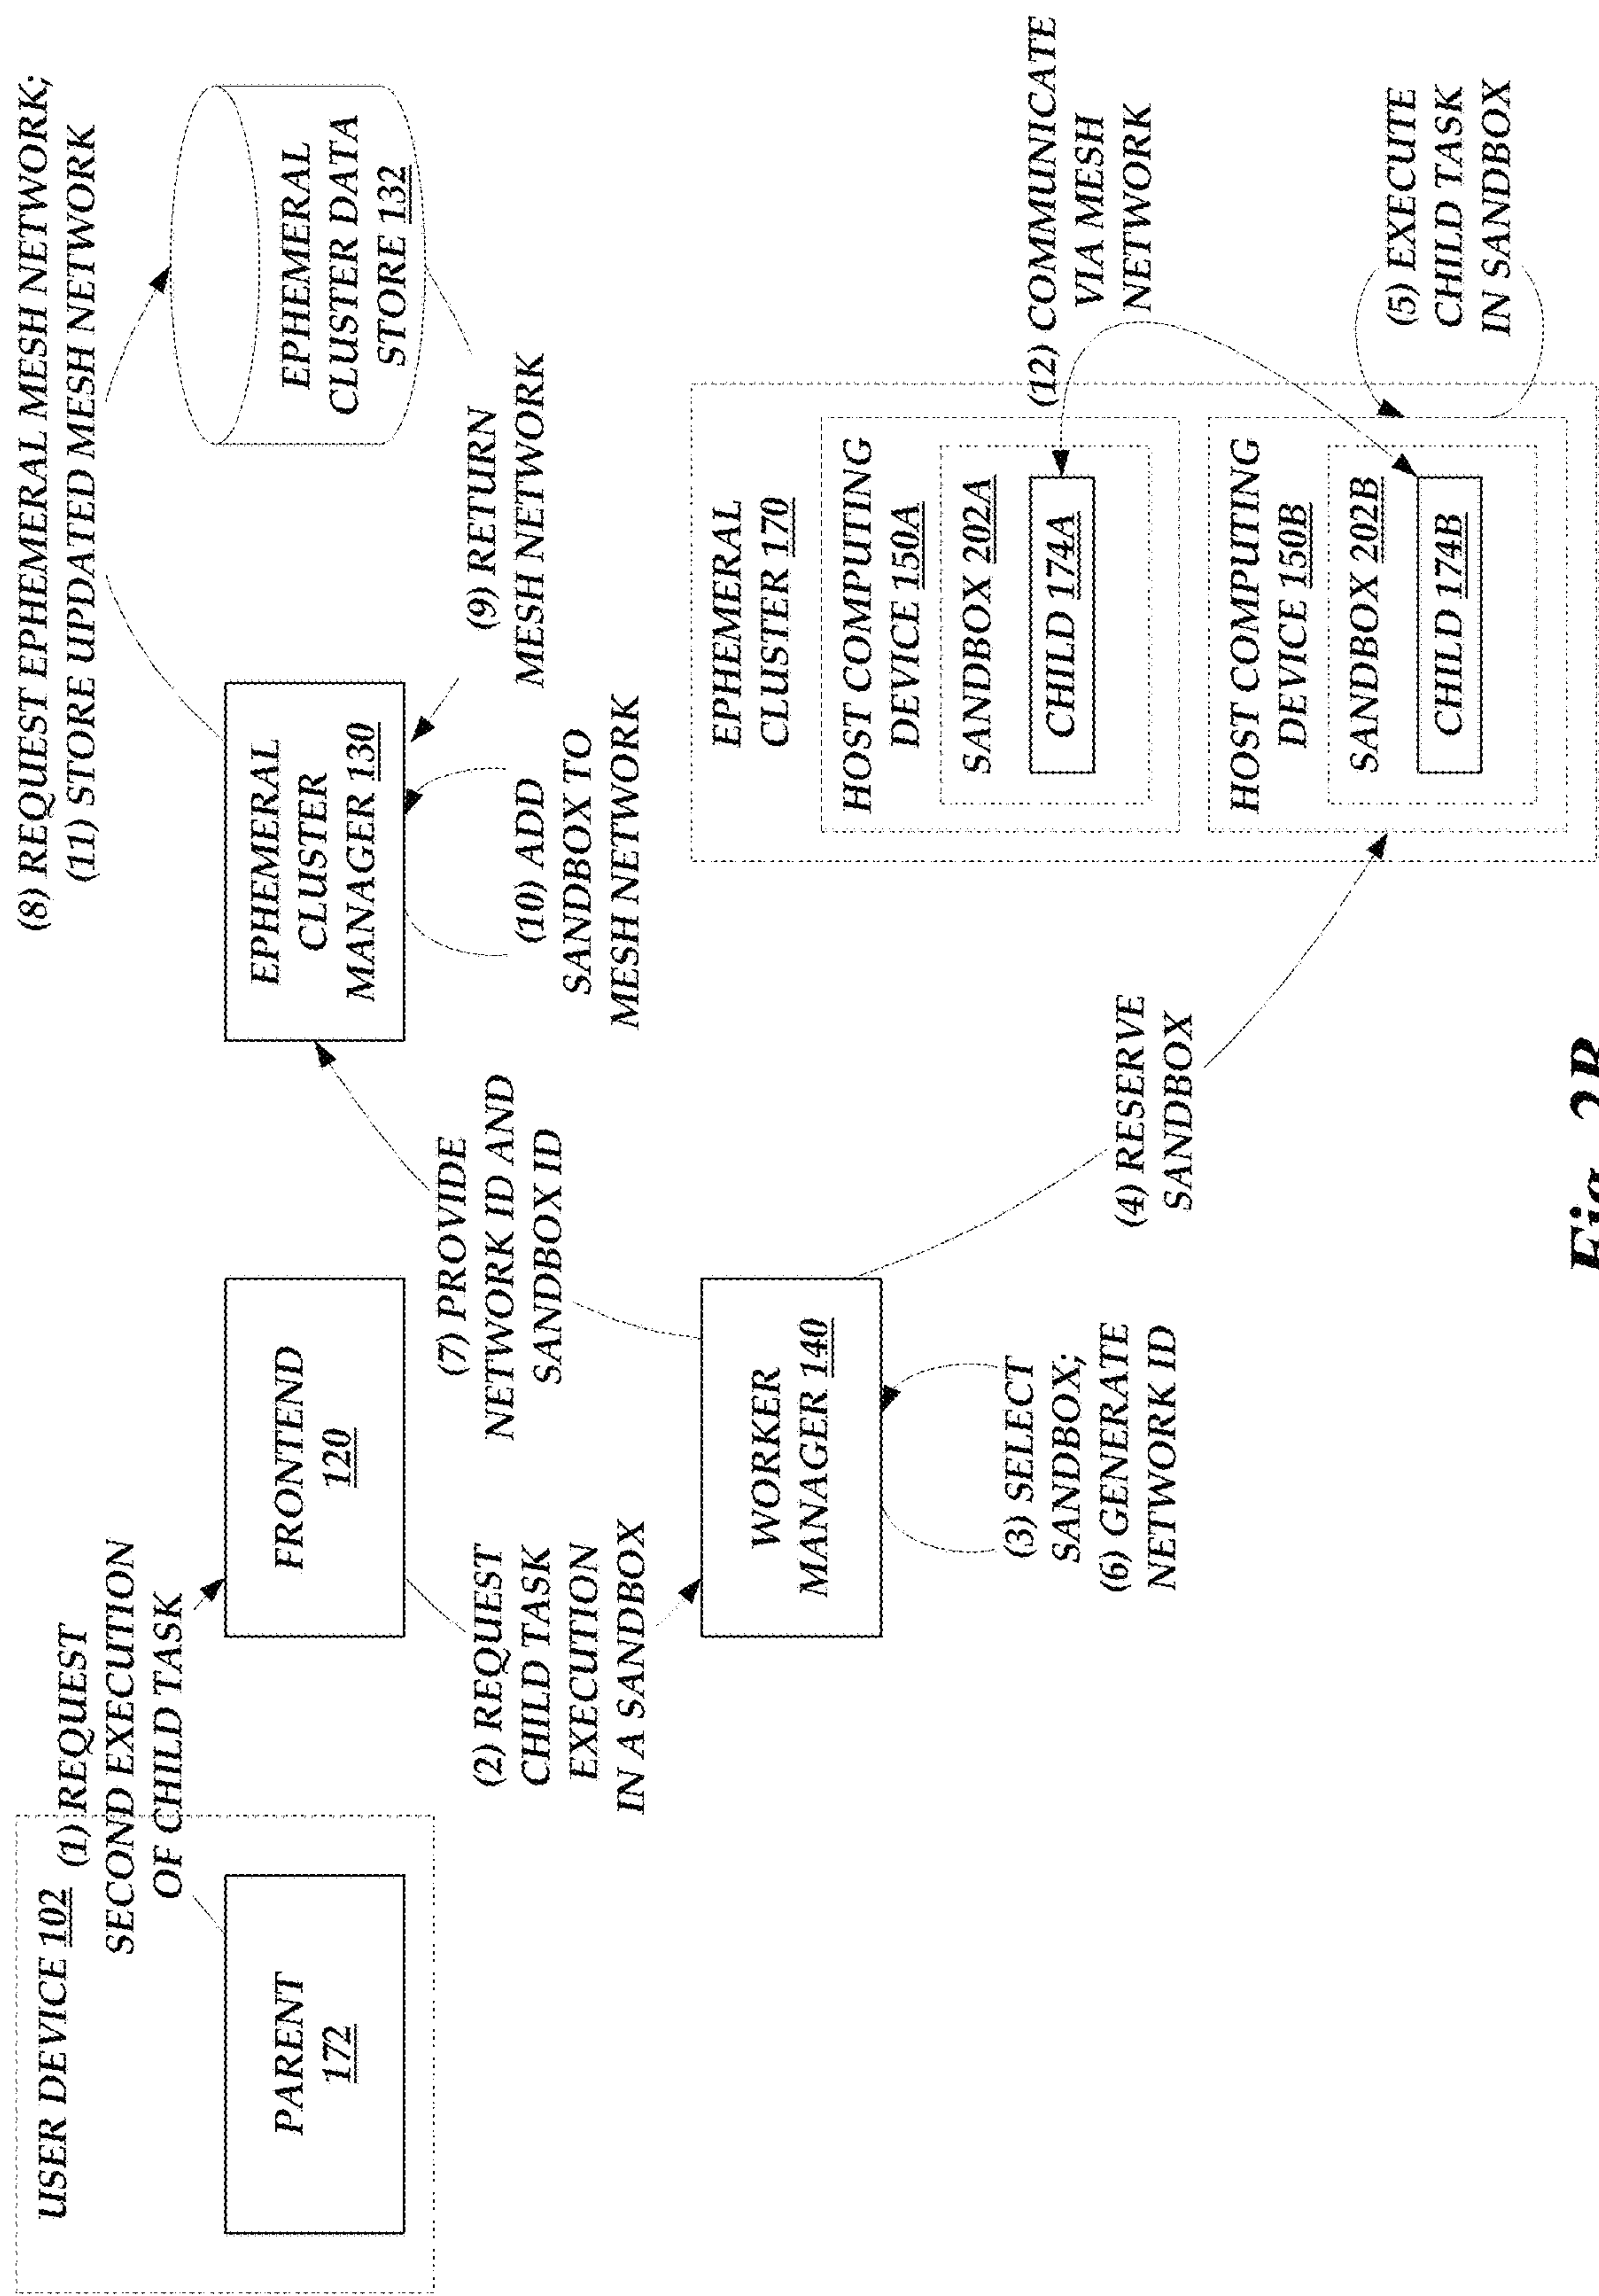 USER DEVICE 102
PARENT
172
(1) REQUEST
SECOND EXECUTION
OF CHILD TASK
FRONTEND
120
(2) REQUEST
CHILD TASK
EXECUTION
IN A SANDBOX
WORKER
MANAGER 140
(3) SELECT
SANDBOX;
(6) GENERATE
NETWORK ID
(7) PROVIDE
NETWORK ID AND
SANDBOX ID
(4) RESERVE
SANDBOX
EPHEMERAL
CLUSTER
MANAGER 130
(8) REQUEST EPHEMERAL MESH NETWORK;
(11) STORE UPDATED MESH NETWORK
EPHEMERAL
CLUSTER DATA
STORE 132
(9) RETURN
MESH NETWORK
(10) ADD
SANDBOX TO
MESH NETWORK
EPHEMERAL
CLUSTER 170
HOST COMPUTING
DEVICE 150A
SANDBOX 202A
CHILD 174A
HOST COMPUTING
DEVICE 150B
SANDBOX 202B
CHILD 174B
(12) COMMUNICATE
VIA MESH
NETWORK
(5) EXECUTE
CHILD TASK
IN SANDBOX
Fig. 2B